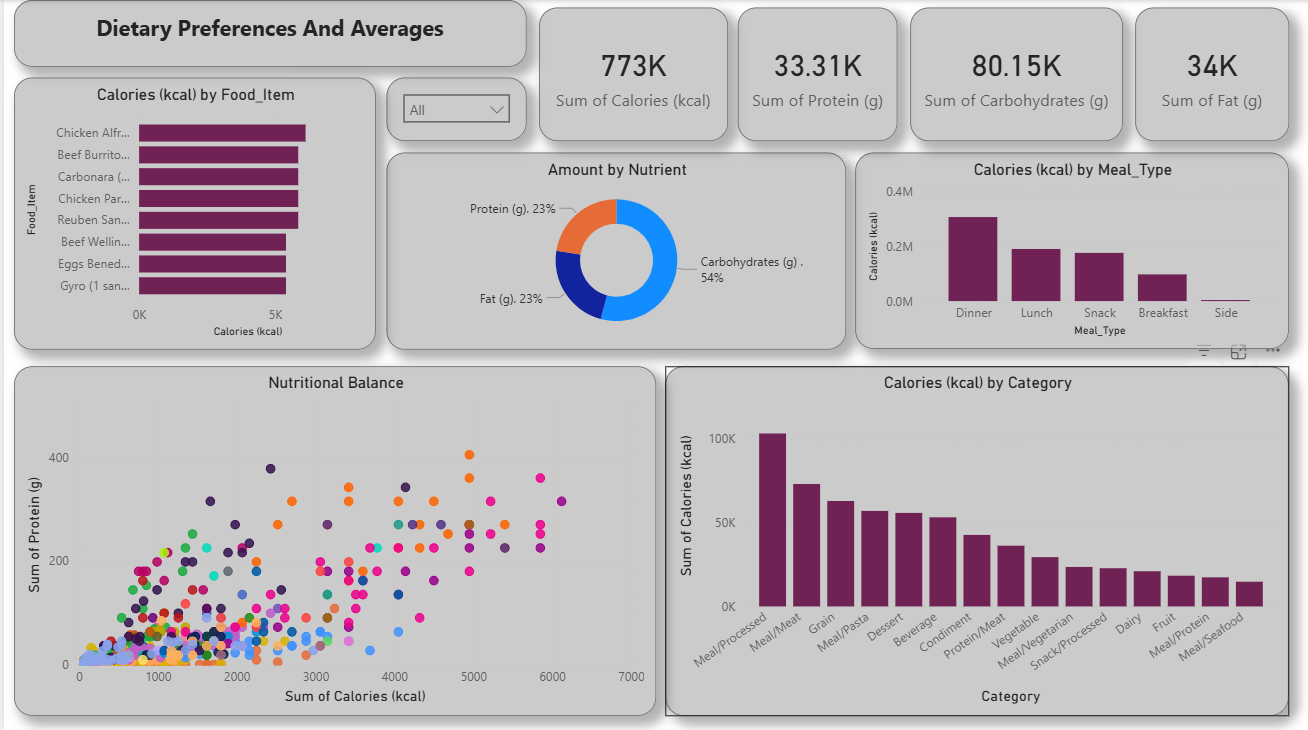 Dietary Preferences And Averages
773K
Sum of Calories (kcal)
33.31K
Sum of Protein (g)
80.15K
Sum of Carbohydrates (g)
34K
Sum of Fat (g)
Calories (kcal) by Food_Item
Food_Item
Chicken Alfr...
Beef Burrito...
Carbonara (...
Chicken Par...
Reuben San...
Beef Wellin...
Eggs Bened...
Gyro (1 san...
0K
5K
Calories (kcal)
All
Amount by Nutrient
Protein (g). 23%
Carbohydrates (g) .
54%
Fat (g). 23%
Calories (kcal) by Meal_Type
Calories (kcal)
0.4M
0.2M
0.0M
Dinner
Lunch
Snack
Breakfast
Side
Meal_Type
Nutritional Balance
Sum of Protein (g)
400
200
0
0
1000
2000
3000
4000
5000
6000
7000
Sum of Calories (kcal)
Calories (kcal) by Category
Sum of Calories (kcal)
100K
50K
0K
Meal/Processed
Meal/Meat
Grain
Meal/Pasta
Dessert
Beverage
Condiment
Protein/Meat
Vegetable
Meal/Vegetarian
Snack/Processed
Dairy
Fruit
Meal/Protein
Meal/Seafood
Category